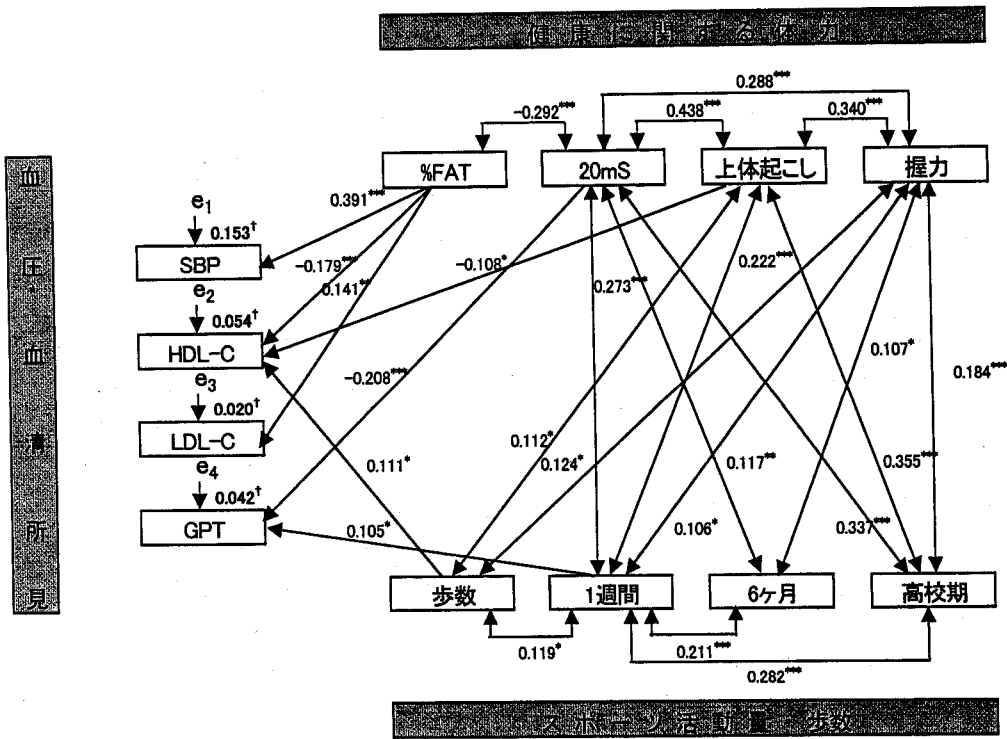 健康に関する体力
0.288***
-0.292***
0.438***
0.340***
%FAT
20mS
上体起こし
握力
血圧・血清所見
0.391***
e1
0.153†
SBP
-0.179***
-0.108*
0.222***
0.141**
0.273***
e2
0.054†
HDL-C
0.107*
-0.208***
0.184***
e3
0.020†
LDL-C
0.112*
0.111*
0.124*
0.117**
0.355***
e4
0.042†
GPT
0.105*
0.106*
0.337***
歩数
1週間
6ヶ月
高校期
0.119*
0.211***
0.282***
スポーツ活動量・歩数